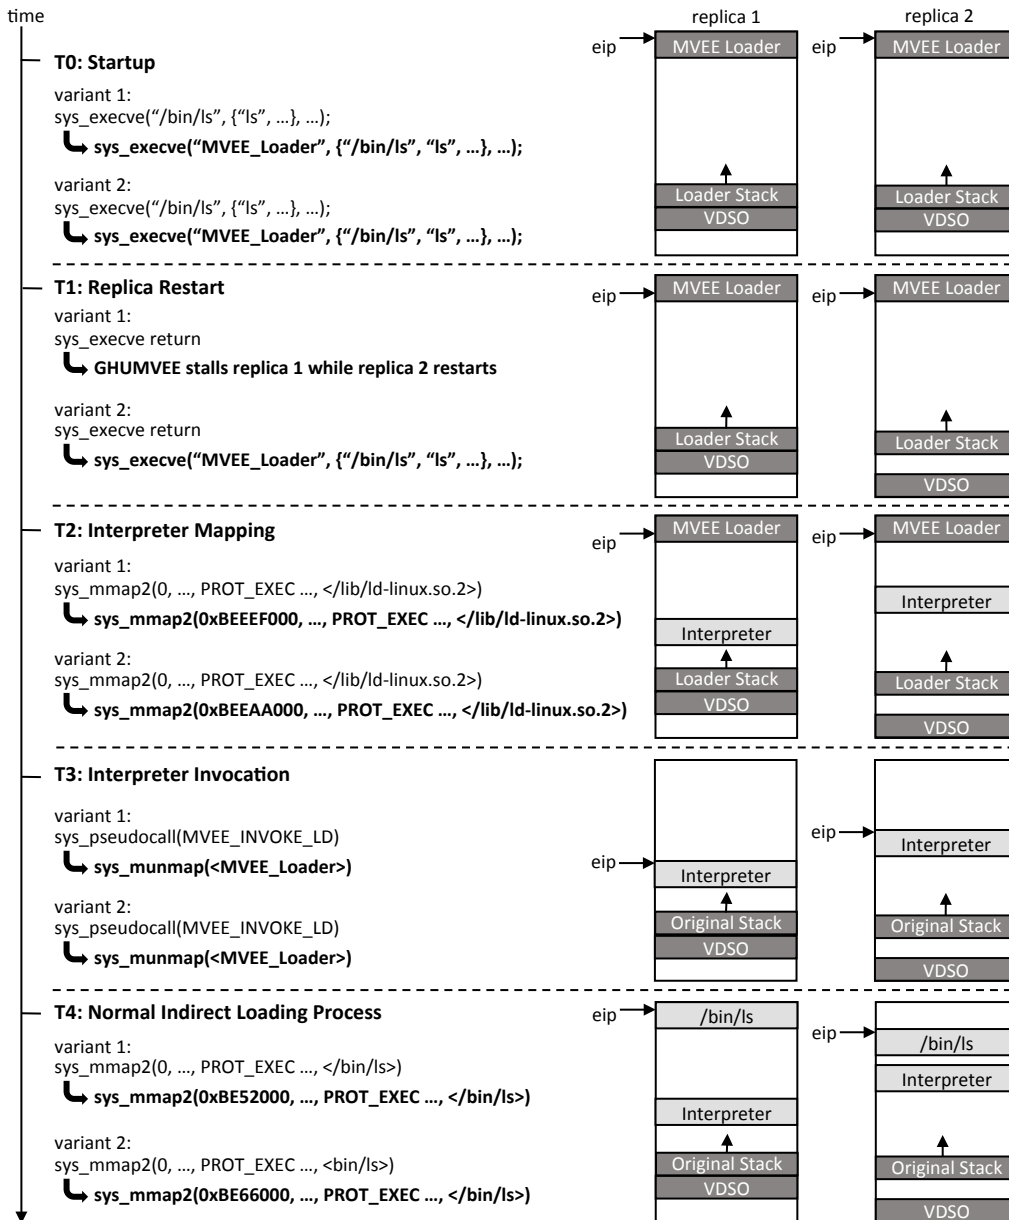 time
replica 1
replica 2
T0: Startup
eip
MVEE Loader
eip
MVEE Loader
variant 1:
sys_execve(“/bin/ls”, {“ls”, …}, …);
sys_execve(“MVEE_Loader”, {“/bin/ls”, “ls”, …}, …);
variant 2:
sys_execve(“/bin/ls”, {“ls”, …}, …);
sys_execve(“MVEE_Loader”, {“/bin/ls”, “ls”, …}, …);
Loader Stack
VDSO
Loader Stack
VDSO
T1: Replica Restart
eip
MVEE Loader
eip
MVEE Loader
variant 1:
sys_execve return
GHUMVEE stalls replica 1 while replica 2 restarts
variant 2:
sys_execve return
sys_execve(“MVEE_Loader”, {“/bin/ls”, “ls”, …}, …);
Loader Stack
VDSO
Loader Stack
VDSO
T2: Interpreter Mapping
eip
MVEE Loader
eip
MVEE Loader
variant 1:
sys_mmap2(0, …, PROT_EXEC …, </lib/ld-linux.so.2>)
sys_mmap2(0xBEEEF000, …, PROT_EXEC …, </lib/ld-linux.so.2>)
variant 2:
sys_mmap2(0, …, PROT_EXEC …, </lib/ld-linux.so.2>)
sys_mmap2(0xBEEAA000, …, PROT_EXEC …, </lib/ld-linux.so.2>)
Interpreter
Loader Stack
VDSO
Interpreter
Loader Stack
VDSO
T3: Interpreter Invocation
variant 1:
sys_pseudocall(MVEE_INVOKE_LD)
sys_munmap(<MVEE_Loader>)
variant 2:
sys_pseudocall(MVEE_INVOKE_LD)
sys_munmap(<MVEE_Loader>)
eip
Interpreter
Original Stack
VDSO
eip
Interpreter
Original Stack
VDSO
T4: Normal Indirect Loading Process
variant 1:
sys_mmap2(0, …, PROT_EXEC …, </bin/ls>)
sys_mmap2(0xBE52000, …, PROT_EXEC …, </bin/ls>)
variant 2:
sys_mmap2(0, …, PROT_EXEC …, <bin/ls>)
sys_mmap2(0xBE66000, …, PROT_EXEC …, </bin/ls>)
eip
/bin/ls
Interpreter
Original Stack
VDSO
eip
/bin/ls
Interpreter
Original Stack
VDSO